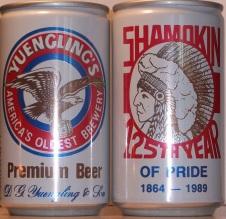 YUENGLING'S
AMERICA'S OLDEST BREWERY
Premium Beer
D. G. Yuengling & Son
SHAMOKIN
125TH YEAR
OF PRIDE
1864 — 1989